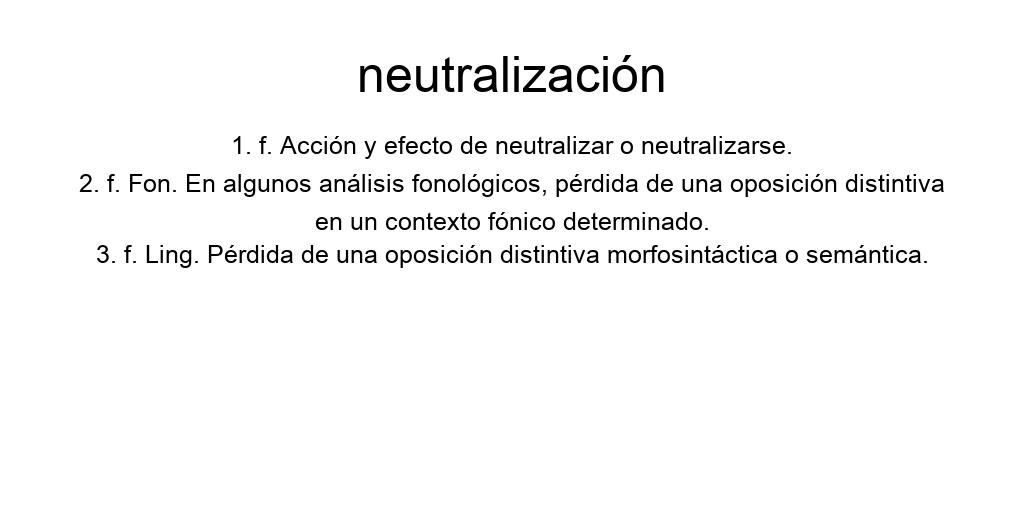 neutralización
1. f. Acción y efecto de neutralizar o neutralizarse.
2. f. Fon. En algunos análisis fonológicos, pérdida de una oposición distintiva
en un contexto fónico determinado.
3. f. Ling. Pérdida de una oposición distintiva morfosintáctica o semántica.